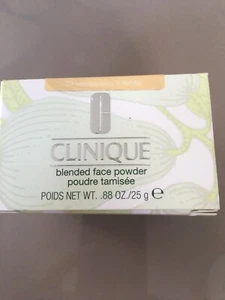 CLINIQUE
blended face powder
poudre tamisée
POIDS NET WT. .88 OZ./25 g ℮